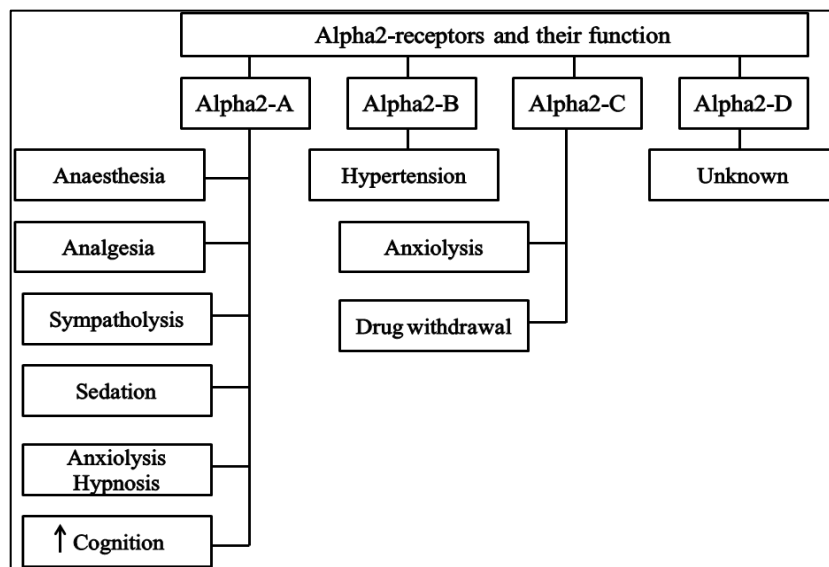 Alpha2-receptors and their function
Alpha2-A
Alpha2-B
Alpha2-C
Alpha2-D
Anaesthesia
Analgesia
Sympatholysis
Sedation
Anxiolysis
Hypnosis
↑ Cognition
Hypertension
Anxiolysis
Drug withdrawal
Unknown